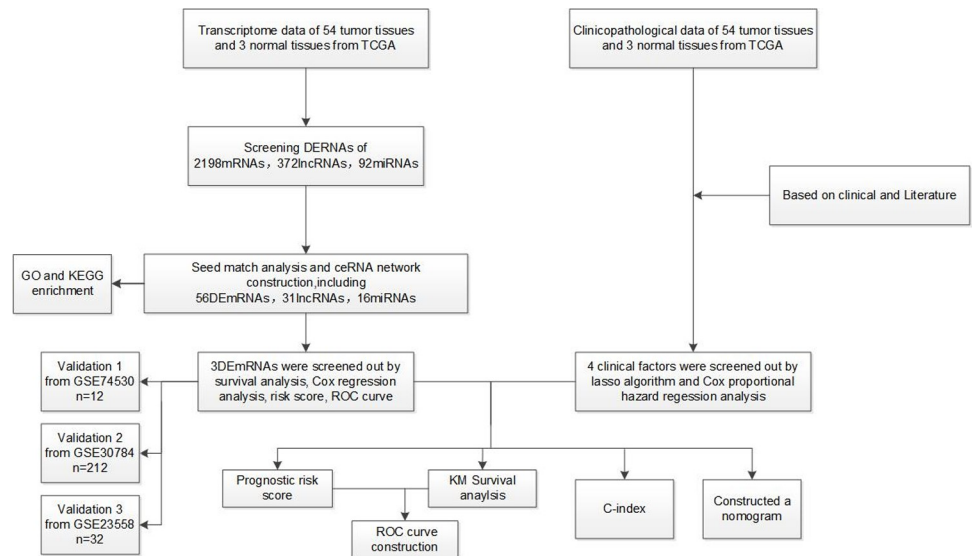 Transcriptome data of 54 tumor tissues
and 3 normal tissues from TCGA
Clinicopathological data of 54 tumor tissues
and 3 normal tissues from TCGA
Screening DERNAs of
2198mRNAs，372lncRNAs，92miRNAs
Based on clinical and Literature
GO and KEGG
enrichment
Seed match analysis and ceRNA network
construction,including
56DEmRNAs，31lncRNAs，16miRNAs
Validation 1
from GSE74530
n=12
3DEmRNAs were screened out by
survival analysis, Cox regression
analysis, risk score, ROC curve
4 clinical factors were screened out by
lasso algorithm and Cox proportional
hazard regession analysis
Validation 2
from GSE30784
n=212
Prognostic risk
score
KM Survival
anaylsis
C-index
Constructed a
nomogram
Validation 3
from GSE23558
n=32
ROC curve
construction